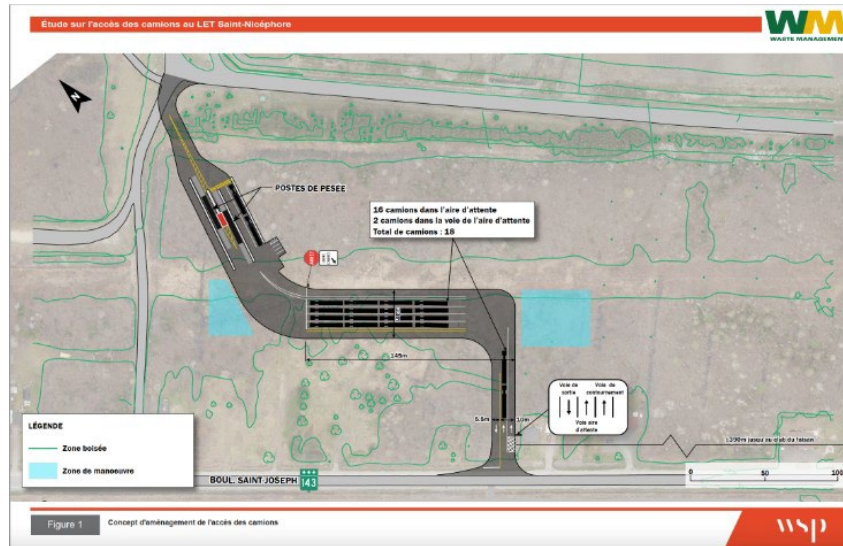 Étude sur l'accès des camions au LET Saint-Nicéphore
WM
WASTE MANAGEMENT
N
POSTES DE PESÉE
16 camions dans l'aire d'attente
2 camions dans la voie de l'aire d'attente
Total de camions : 18
145m
Voie de sortie
Voie de contournement
Voie aire d'attente
5.5m
10m
LÉGENDE
Zone boisée
Zone de manoeuvre
BOUL. SAINT-JOSEPH
143
0
50
100
Figure 1
Concept d'aménagement de l'accès des camions
wsp